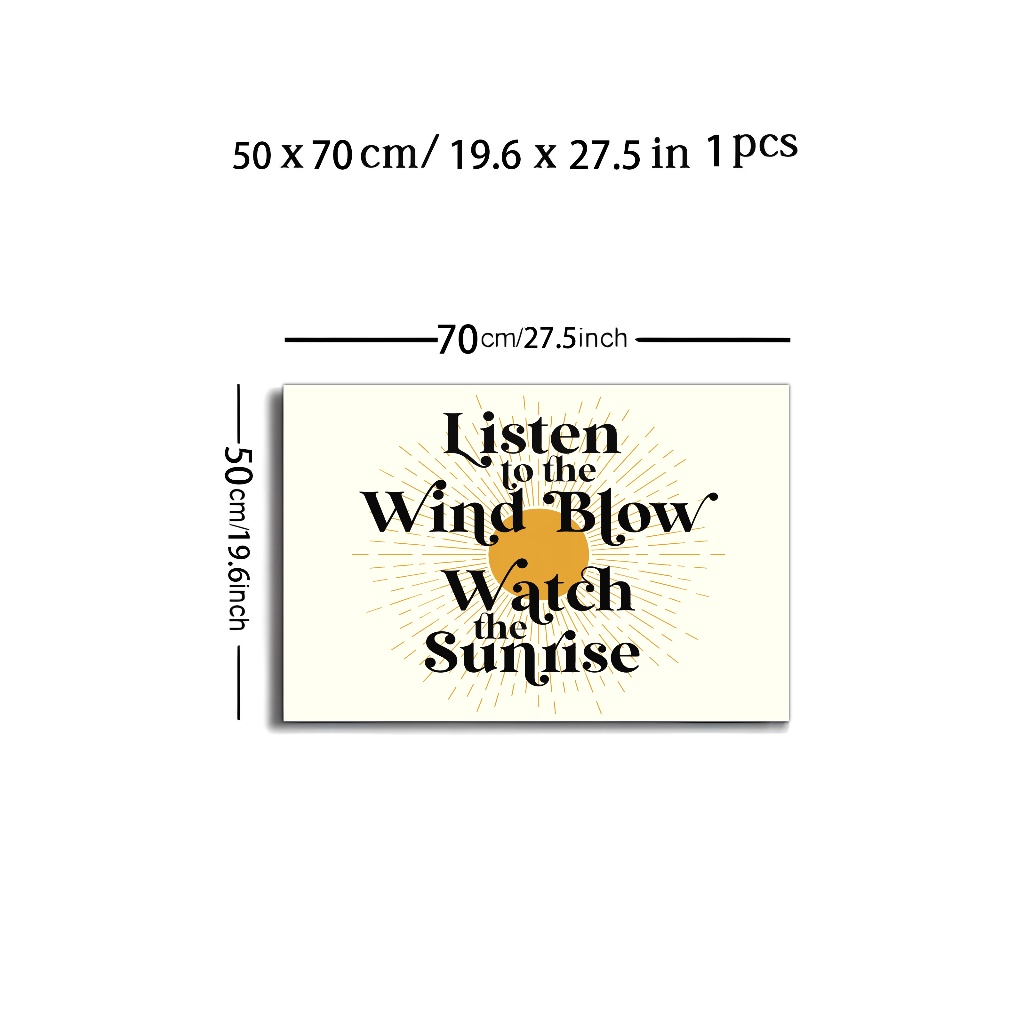 50 x 70 cm/ 19.6 x 27.5 in 1 pcs
70cm/27.5inch
50cm/19.6inch
Listen
to the
Wind Blow
Watch
the
Sunrise